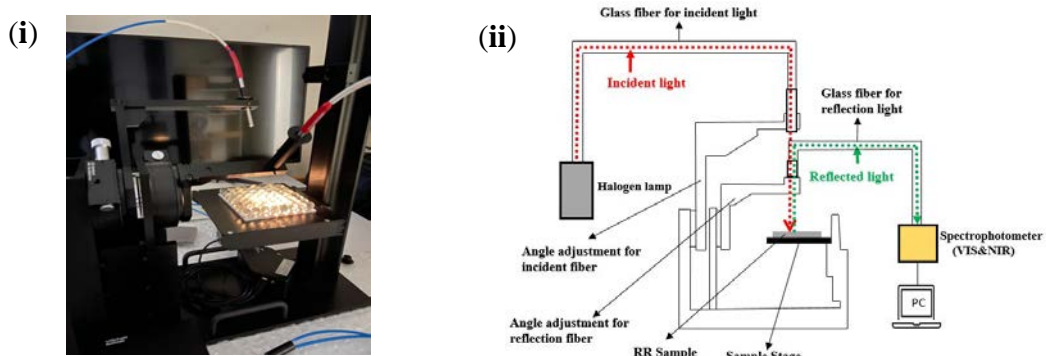 (i)
(ii)
Glass fiber for incident light
Incident light
Glass fiber for
reflection light
Reflected light
Halogen lamp
Angle adjustment for
incident fiber
Spectrophotometer
(VIS&NIR)
PC
Angle adjustment for
reflection fiber
RR Sample
Sample Stage